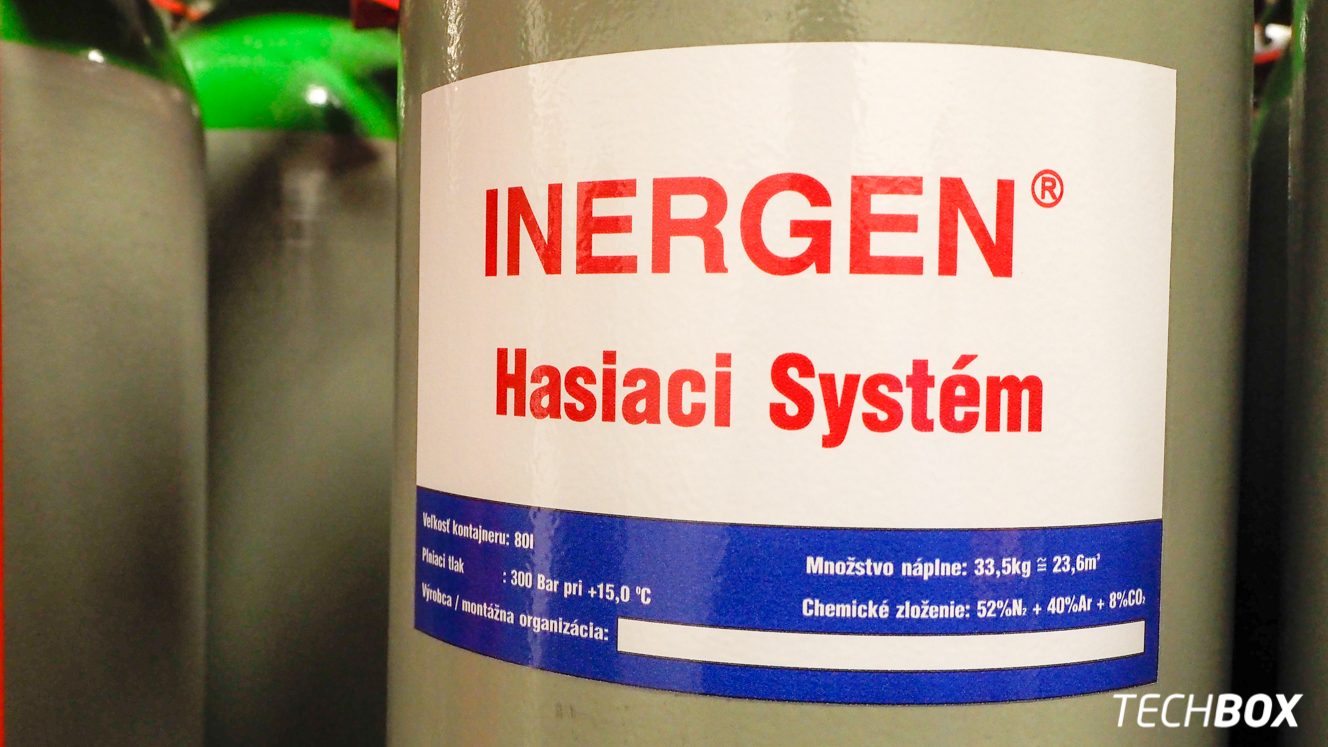 INERGEN®
Hasiaci Systém
Veľkosť kontajneru: 80l
Plniaci tlak : 300 Bar pri +15,0 ºC
Výrobca / montážna organizácia:
Množstvo náplne: 33,5kg ≅ 23,6m³
Chemické zloženie: 52%N₂ + 40%Ar + 8%CO₂
TECHBOX